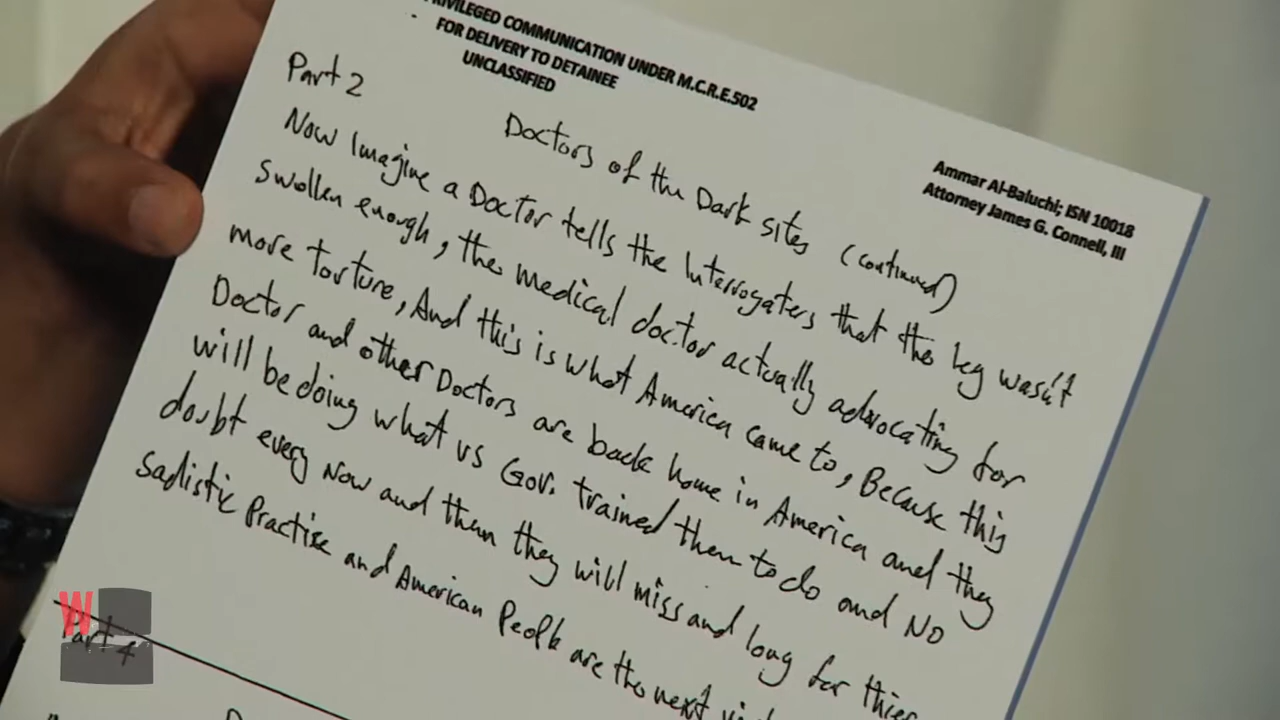 PRIVILEGED COMMUNICATION UNDER M.C.R.E.502
FOR DELIVERY TO DETAINEE
UNCLASSIFIED
Ammar Al-Baluchi; ISN 10018
Attorney James G. Connell, III
Part 2
Doctors of the Dark sites (continued)
Now Imagine a Doctor tells the Interrogaters that the leg wasn't
swollen enough, the medical doctor actually advocating for
more torture, And this is what America came to, Because this
Doctor and other Doctors are back home in America and they
will be doing what us Gov. trained them to do and No
doubt every Now and then they will miss and long for thier
Sadistic Practise and American People are the next
Part 4
W